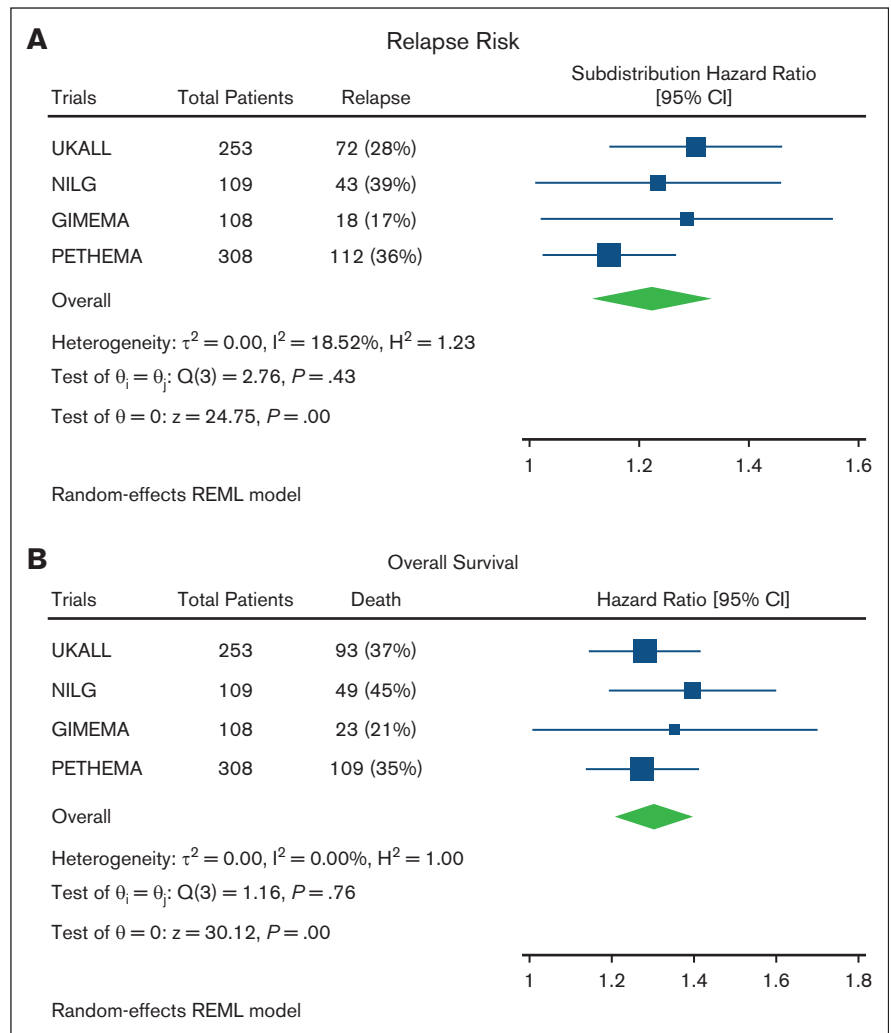 A
Relapse Risk
Trials Total Patients Relapse Subdistribution Hazard Ratio
[95% CI]
UKALL 253 72 (28%)
NILG 109 43 (39%)
GIMEMA 108 18 (17%)
PETHEMA 308 112 (36%)
Overall
Heterogeneity: τ² = 0.00, I² = 18.52%, H² = 1.23
Test of θᵢ = θⱼ: Q(3) = 2.76, P = .43
Test of θ = 0: z = 24.75, P = .00
1 1.2 1.4 1.6
Random-effects REML model
B
Overall Survival
Trials Total Patients Death Hazard Ratio [95% CI]
UKALL 253 93 (37%)
NILG 109 49 (45%)
GIMEMA 108 23 (21%)
PETHEMA 308 109 (35%)
Overall
Heterogeneity: τ² = 0.00, I² = 0.00%, H² = 1.00
Test of θᵢ = θⱼ: Q(3) = 1.16, P = .76
Test of θ = 0: z = 30.12, P = .00
1 1.2 1.4 1.6 1.8
Random-effects REML model